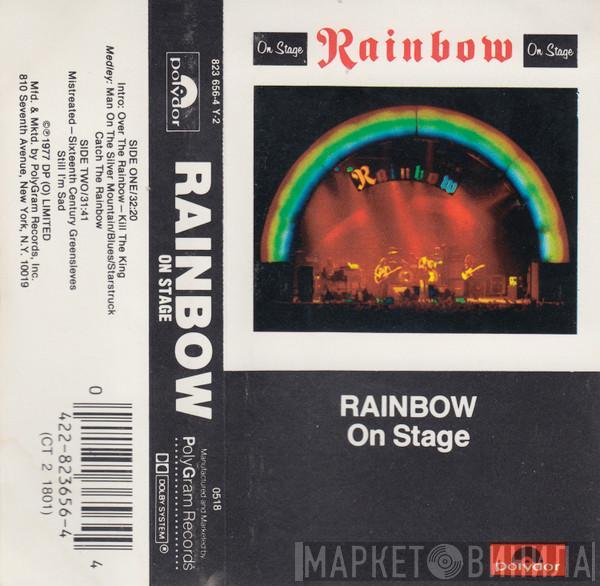 On Stage
Rainbow
On Stage
Rainbow
RAINBOW
On Stage
polydor
823 656-4 Y-2
polydor
RAINBOW
ON STAGE
0518
Manufactured and Marketed by
PolyGram Records
DOLBY SYSTEM®
SIDE ONE/32:20
Intro: Over The Rainbow – Kill The King
Medley: Man On The Silver Mountain/Blues/Starstruck
Catch The Rainbow
SIDE TWO/31:41
Mistreated – Sixteenth Century Greensleeves
Still I'm Sad
©℗1977 DP (O) LIMITED
Mfd. & Mktd. by PolyGram Records, Inc.
810 Seventh Avenue, New York, N.Y. 10019
0 422-823656-4 4
(CT 2 1801)
МАРКЕТ ВИНИЛА